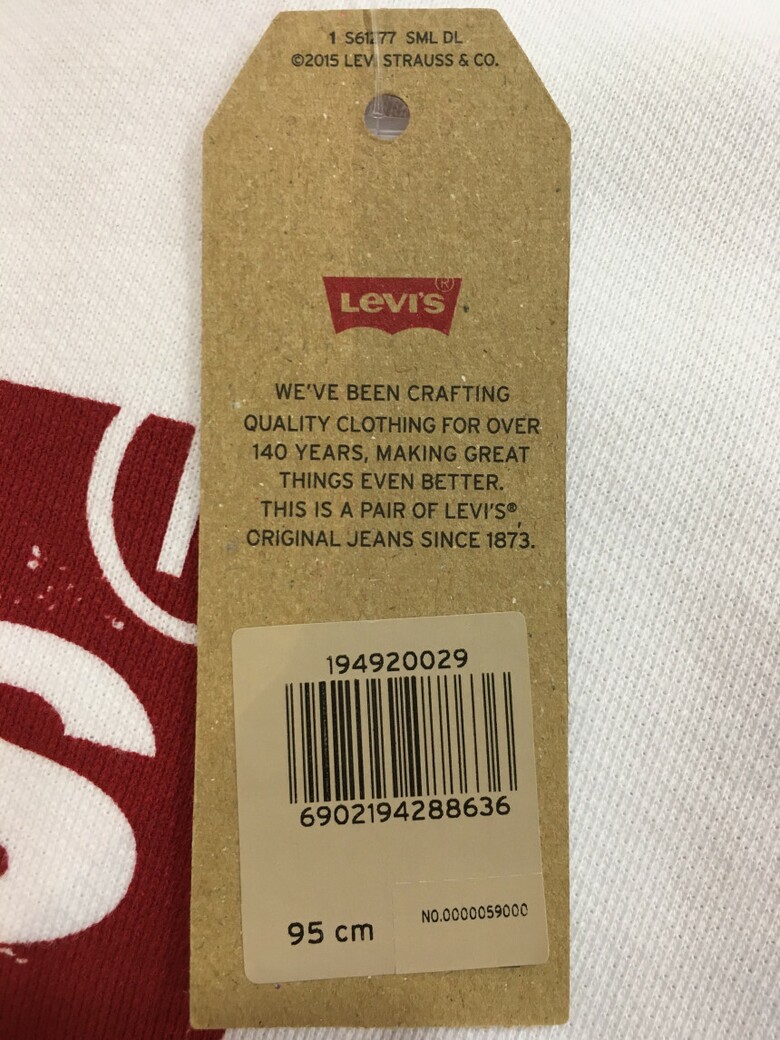 1 S61277 SML DL
©2015 LEVI STRAUSS & CO.
LEVI'S®
WE'VE BEEN CRAFTING
QUALITY CLOTHING FOR OVER
140 YEARS, MAKING GREAT
THINGS EVEN BETTER.
THIS IS A PAIR OF LEVI'S®,
ORIGINAL JEANS SINCE 1873.
194920029
6902194288636
95 cm
NO.0000059000
S